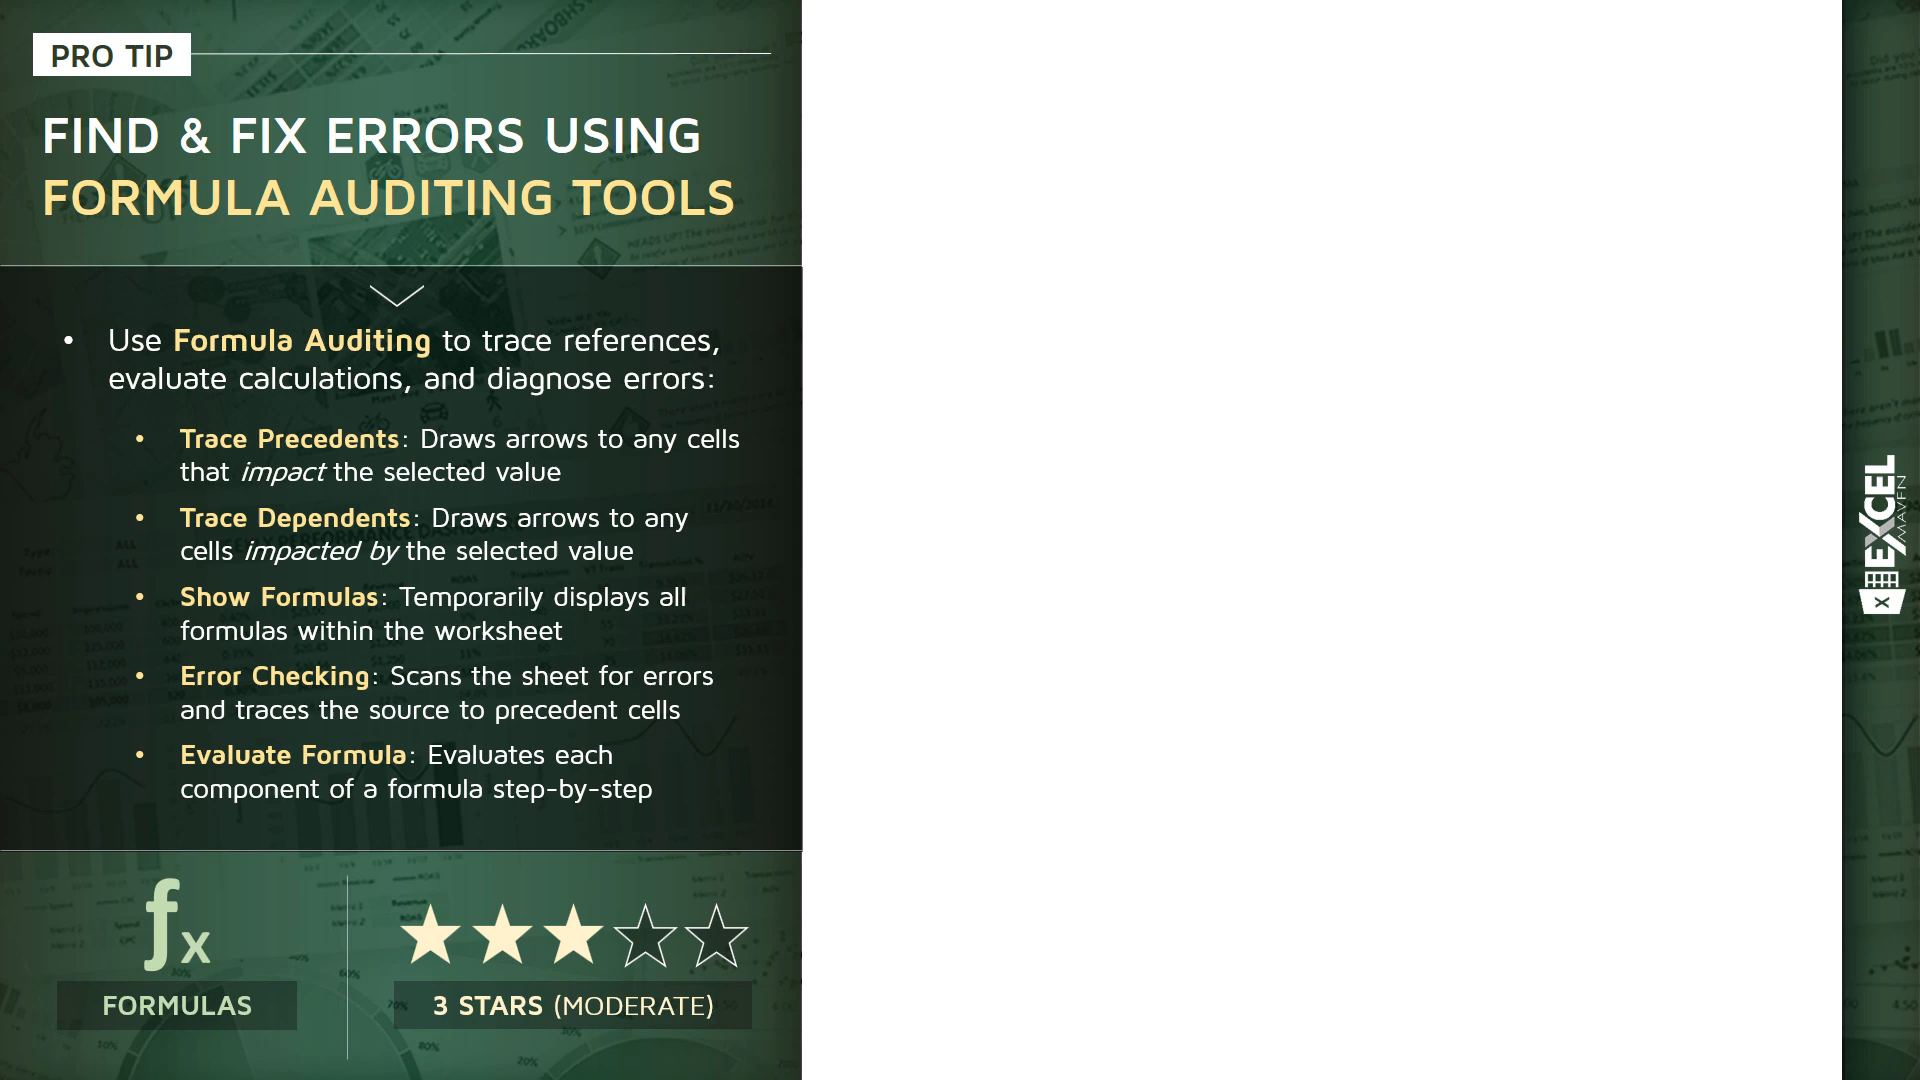 PRO TIP
FIND & FIX ERRORS USING
FORMULA AUDITING TOOLS
• Use Formula Auditing to trace references,
evaluate calculations, and diagnose errors:
• Trace Precedents: Draws arrows to any cells
that impact the selected value
• Trace Dependents: Draws arrows to any
cells impacted by the selected value
• Show Formulas: Temporarily displays all
formulas within the worksheet
• Error Checking: Scans the sheet for errors
and traces the source to precedent cells
• Evaluate Formula: Evaluates each
component of a formula step-by-step
fx
FORMULAS
3 STARS (MODERATE)
X EXCEL
MAVEN